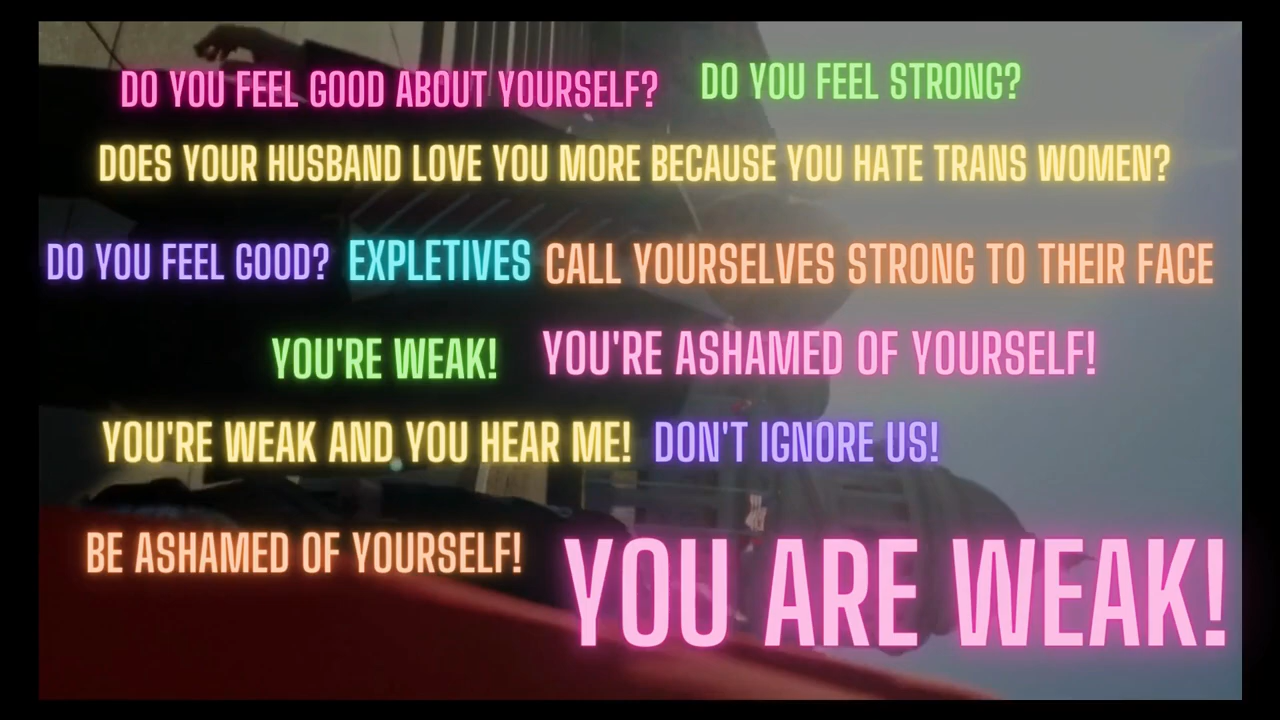 DO YOU FEEL GOOD ABOUT YOURSELF? DO YOU FEEL STRONG?
DOES YOUR HUSBAND LOVE YOU MORE BECAUSE YOU HATE TRANS WOMEN?
DO YOU FEEL GOOD? EXPLETIVES CALL YOURSELVES STRONG TO THEIR FACE
YOU'RE WEAK! YOU'RE ASHAMED OF YOURSELF!
YOU'RE WEAK AND YOU HEAR ME! DON'T IGNORE US!
BE ASHAMED OF YOURSELF! YOU ARE WEAK!